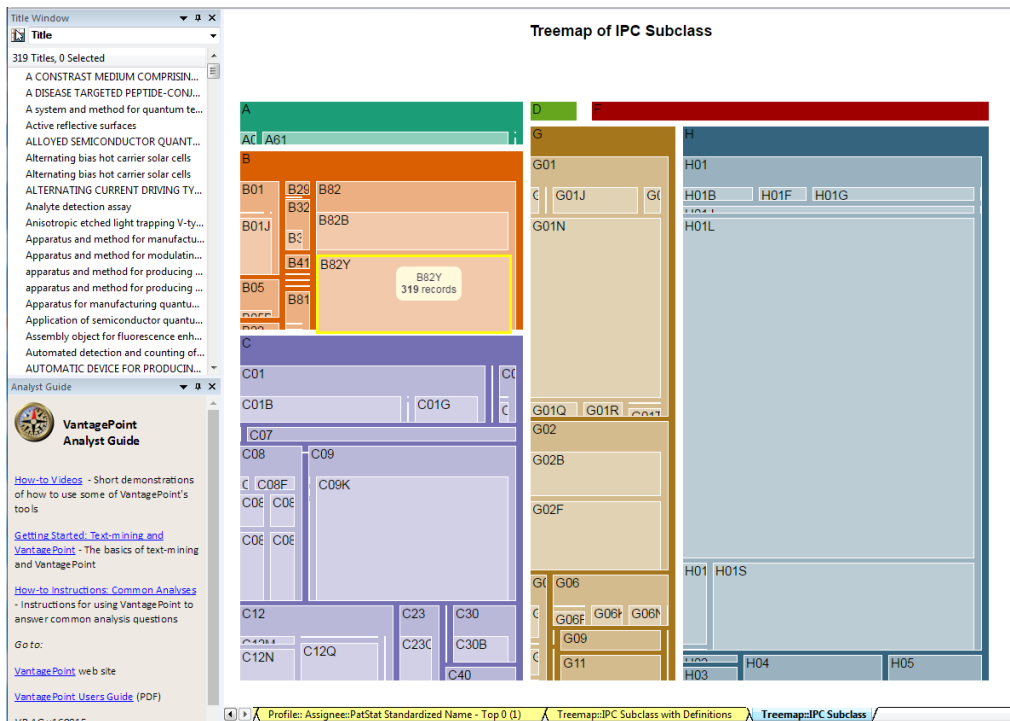 Title Window
Title
319 Titles, 0 Selected
A CONSTRAST MEDIUM COMPRISIN...
A DISEASE TARGETED PEPTIDE-CONJ...
A system and method for quantum te...
Active reflective surfaces
ALLOYED SEMICONDUCTOR QUANT...
Alternating bias hot carrier solar cells
Alternating bias hot carrier solar cells
ALTERNATING CURRENT DRIVING TY...
Analyte detection assay
Anisotropic etched light trapping V-ty...
Apparatus and method for manufactu...
Apparatus and method for modulatin...
apparatus and method for producing ...
apparatus and method for producing ...
Apparatus for manufacturing quantu...
Application of semiconductor quantu...
Assembly object for fluorescence enh...
Automated detection and counting of...
AUTOMATIC DEVICE FOR PRODUCIN...
Analyst Guide
VantagePoint
Analyst Guide
How-to Videos - Short demonstrations
of how to use some of VantagePoint's
tools
Getting Started: Text-mining and
VantagePoint - The basics of text-mining
and VantagePoint
How-to Instructions: Common Analyses
- Instructions for using VantagePoint to
answer common analysis questions
Go to:
VantagePoint web site
VantagePoint Users Guide (PDF)
Treemap of IPC Subclass
A
A61
B
B01
B01J
B05
B29
B32
B41
B81
B82
B82B
B82Y
B82Y
319 records
C
C01
C01B
C01G
C07
C08
C08F
C08
C08
C08
C08
C09
C09K
C12
C12N
C12Q
C23
C30
C30B
C40
D
F
G
G01
G01J
G01N
G01Q
G01R
G02
G02B
G02F
G06
G09
G11
H
H01
H01B
H01F
H01G
H01L
H01
H01S
H03
H04
H05
Profile:: Assignee::PatStat Standardized Name - Top 0 (1)
Treemap::IPC Subclass with Definitions
Treemap::IPC Subclass